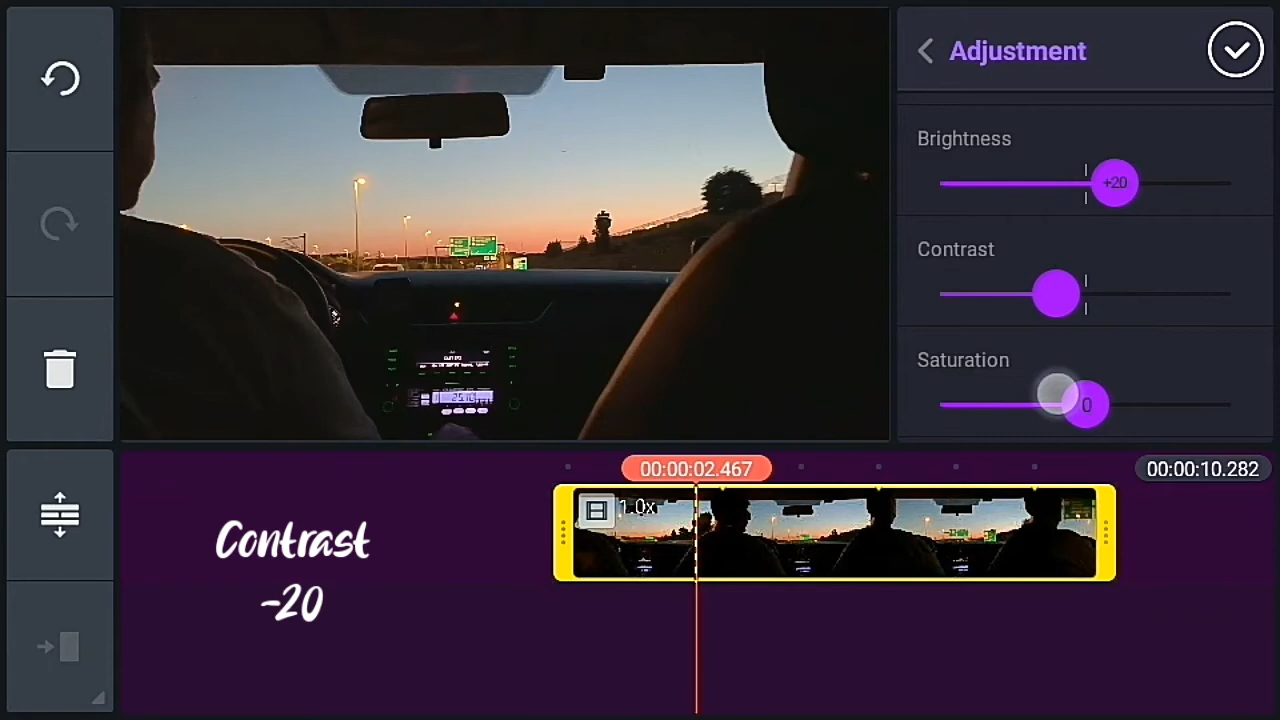 Adjustment
Brightness
+20
Contrast
Saturation
0
00:00:02.467
00:00:10.282
1.0x
Contrast
-20